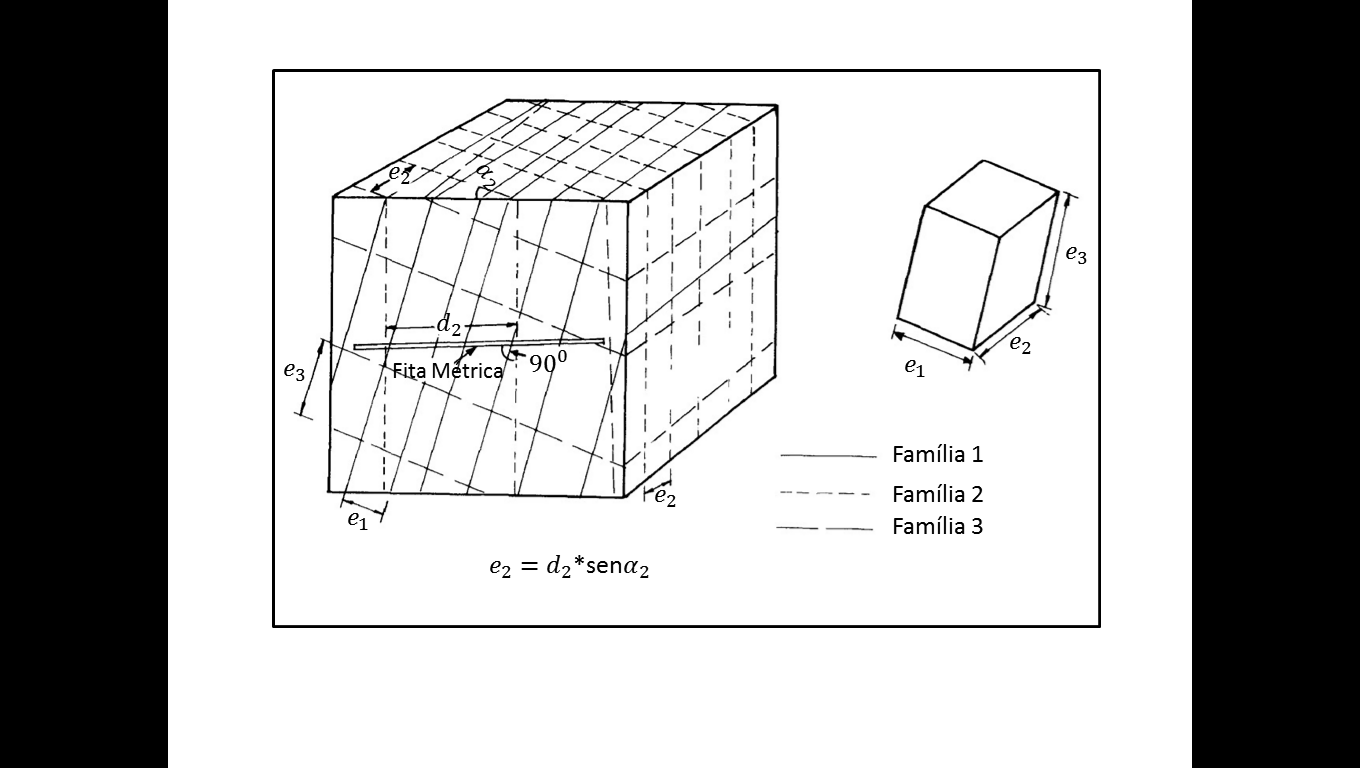 e₂
α₂
d₂
Fita Métrica
90⁰
e₃
e₁
e₂
e₂ = d₂*senα₂
e₃
e₂
e₁
Família 1
Família 2
Família 3